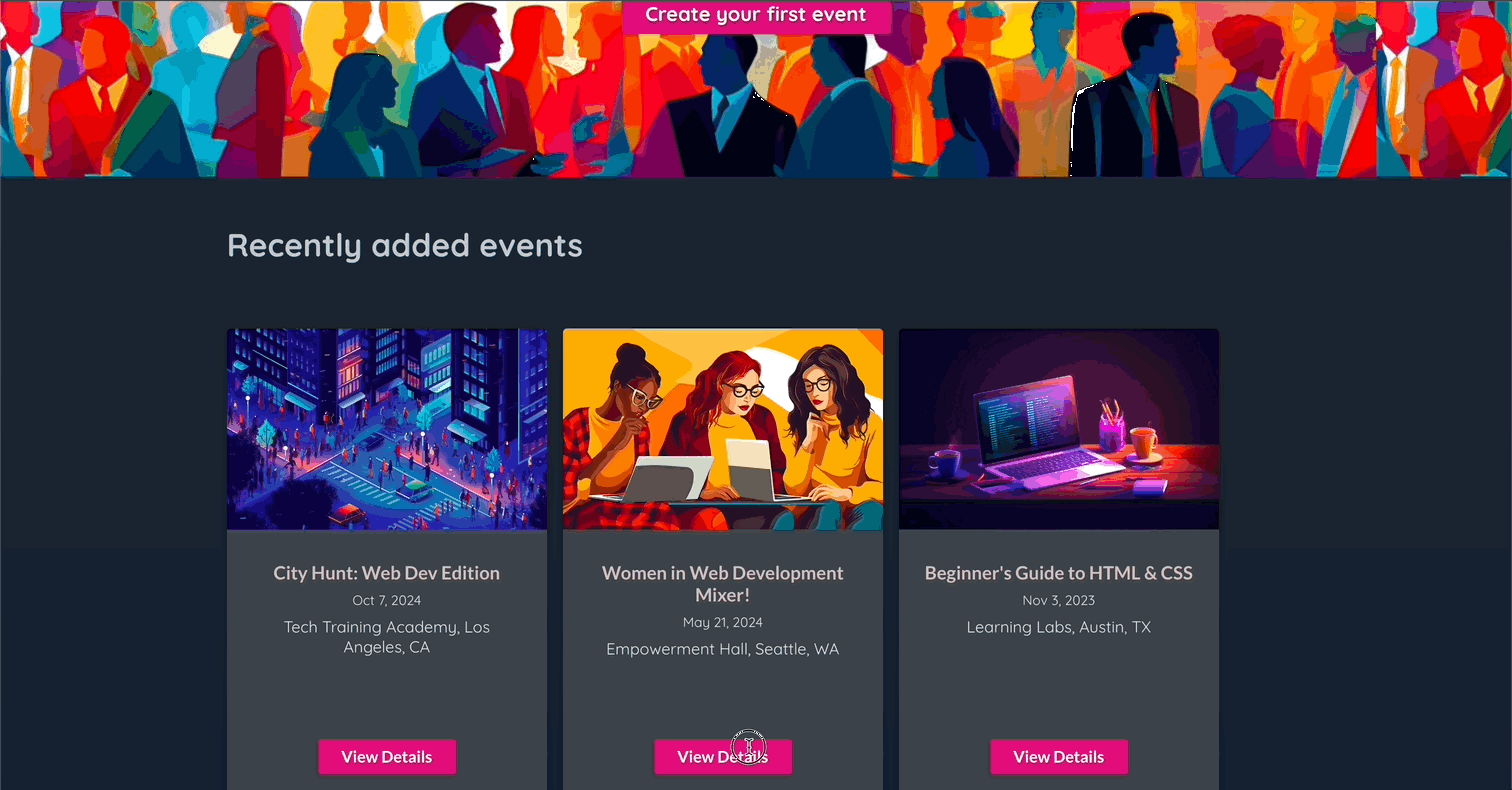 Create your first event
Recently added events
City Hunt: Web Dev Edition
Oct 7, 2024
Tech Training Academy, Los
Angeles, CA
View Details
Women in Web Development
Mixer!
May 21, 2024
Empowerment Hall, Seattle, WA
View Details
Beginner's Guide to HTML & CSS
Nov 3, 2023
Learning Labs, Austin, TX
View Details